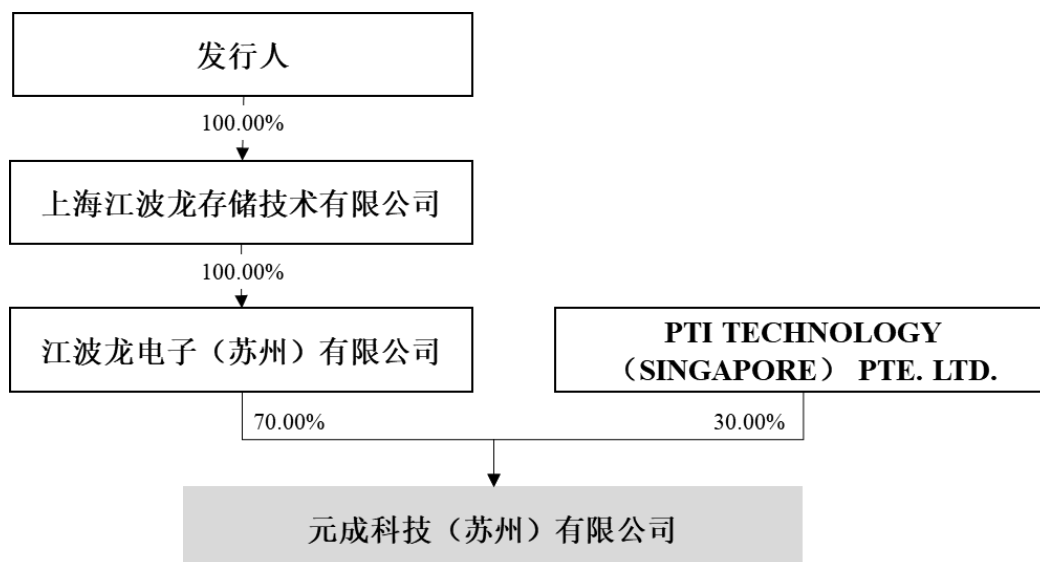 发行人
100.00%
上海江波龙存储技术有限公司
100.00%
江波龙电子（苏州）有限公司
PTI TECHNOLOGY
（SINGAPORE） PTE. LTD.
70.00%
30.00%
元成科技（苏州）有限公司